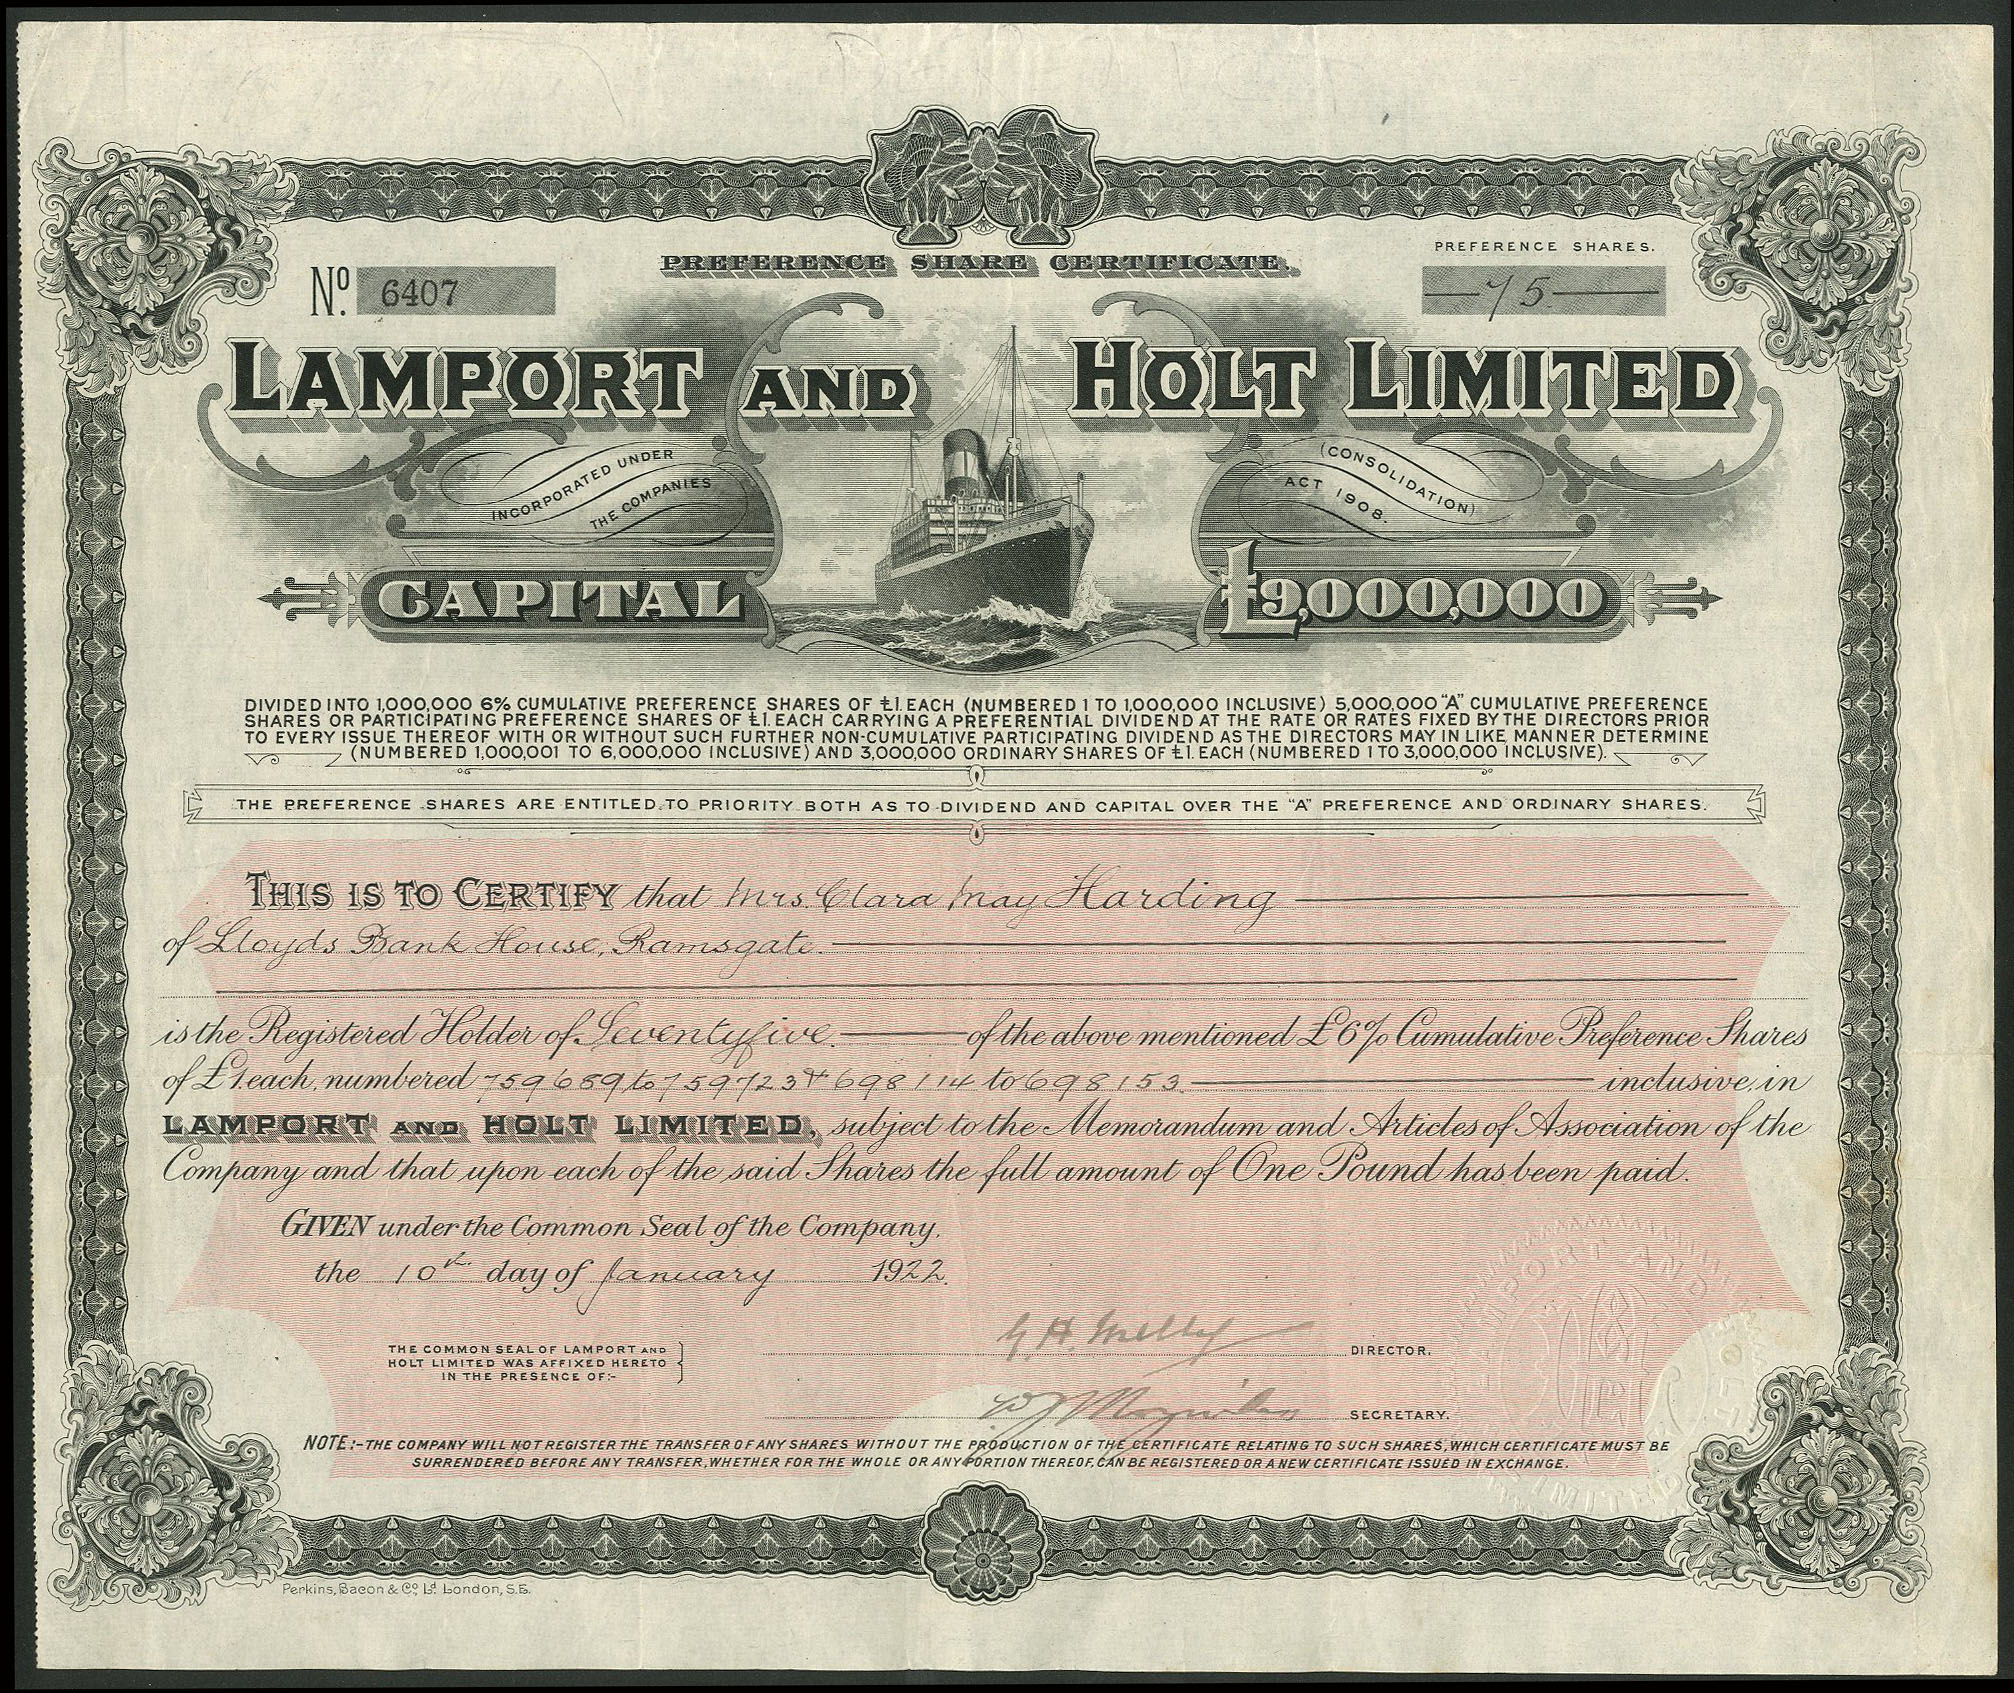 PREFERENCE SHARE CERTIFICATE.
PREFERENCE SHARES.
No. 6407
75
LAMPORT AND HOLT LIMITED
INCORPORATED UNDER
THE COMPANIES
(CONSOLIDATION)
ACT 1908.
CAPITAL £9,000,000
DIVIDED INTO 1,000,000 6% CUMULATIVE PREFERENCE SHARES OF £1. EACH (NUMBERED 1 TO 1,000,000 INCLUSIVE) 5,000,000 "A" CUMULATIVE PREFERENCE
SHARES OR PARTICIPATING PREFERENCE SHARES OF £1. EACH CARRYING A PREFERENTIAL DIVIDEND AT THE RATE OR RATES FIXED BY THE DIRECTORS PRIOR
TO EVERY ISSUE THEREOF WITH OR WITHOUT SUCH FURTHER NON-CUMULATIVE PARTICIPATING DIVIDEND AS THE DIRECTORS MAY IN LIKE MANNER DETERMINE
(NUMBERED 1,000,001 TO 6,000,000 INCLUSIVE) AND 3,000,000 ORDINARY SHARES OF £1. EACH (NUMBERED 1 TO 3,000,000 INCLUSIVE).
THE PREFERENCE SHARES ARE ENTITLED TO PRIORITY BOTH AS TO DIVIDEND AND CAPITAL OVER THE "A" PREFERENCE AND ORDINARY SHARES.
THIS IS TO CERTIFY that Mrs. Clara May Harding
of Lloyds Bank House, Ramsgate.
is the Registered Holder of Seventyfive of the above mentioned £6% Cumulative Preference Shares
of £1. each, numbered 759689 to 759723 & 698114 to 698153 inclusive, in
LAMPORT AND HOLT LIMITED, subject to the Memorandum and Articles of Association of the
Company and that upon each of the said Shares the full amount of One Pound has been paid.
GIVEN under the Common Seal of the Company,
the 10th day of January 1922.
THE COMMON SEAL OF LAMPORT AND
HOLT LIMITED WAS AFFIXED HERETO
IN THE PRESENCE OF:-
G. H. Melly DIRECTOR.
SECRETARY.
LAMPORT AND HOLT LIMITED
NOTE:-THE COMPANY WILL NOT REGISTER THE TRANSFER OF ANY SHARES WITHOUT THE PRODUCTION OF THE CERTIFICATE RELATING TO SUCH SHARES, WHICH CERTIFICATE MUST BE
SURRENDERED BEFORE ANY TRANSFER, WHETHER FOR THE WHOLE OR ANY PORTION THEREOF, CAN BE REGISTERED OR A NEW CERTIFICATE ISSUED IN EXCHANGE.
Perkins, Bacon & Co. Ld. London, S.E.